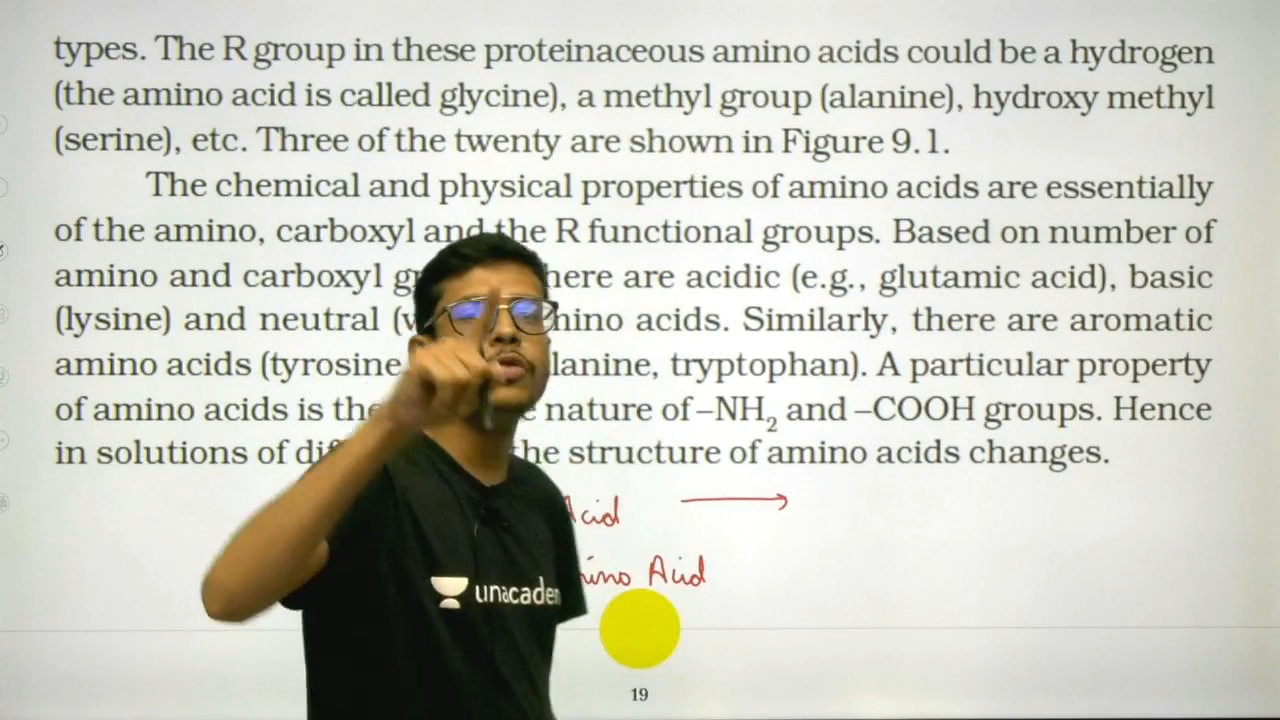 types. The R group in these proteinaceous amino acids could be a hydrogen
(the amino acid is called glycine), a methyl group (alanine), hydroxy methyl
(serine), etc. Three of the twenty are shown in Figure 9.1.
The chemical and physical properties of amino acids are essentially
of the amino, carboxyl and the R functional groups. Based on number of
amino and carboxyl here are acidic (e.g., glutamic acid), basic
(lysine) and neutral amino acids. Similarly, there are aromatic
amino acids (tyrosine lanine, tryptophan). A particular property
of amino acids is the nature of –NH₂ and –COOH groups. Hence
in solutions of the structure of amino acids changes.
Acid →
Acid
unacade
19